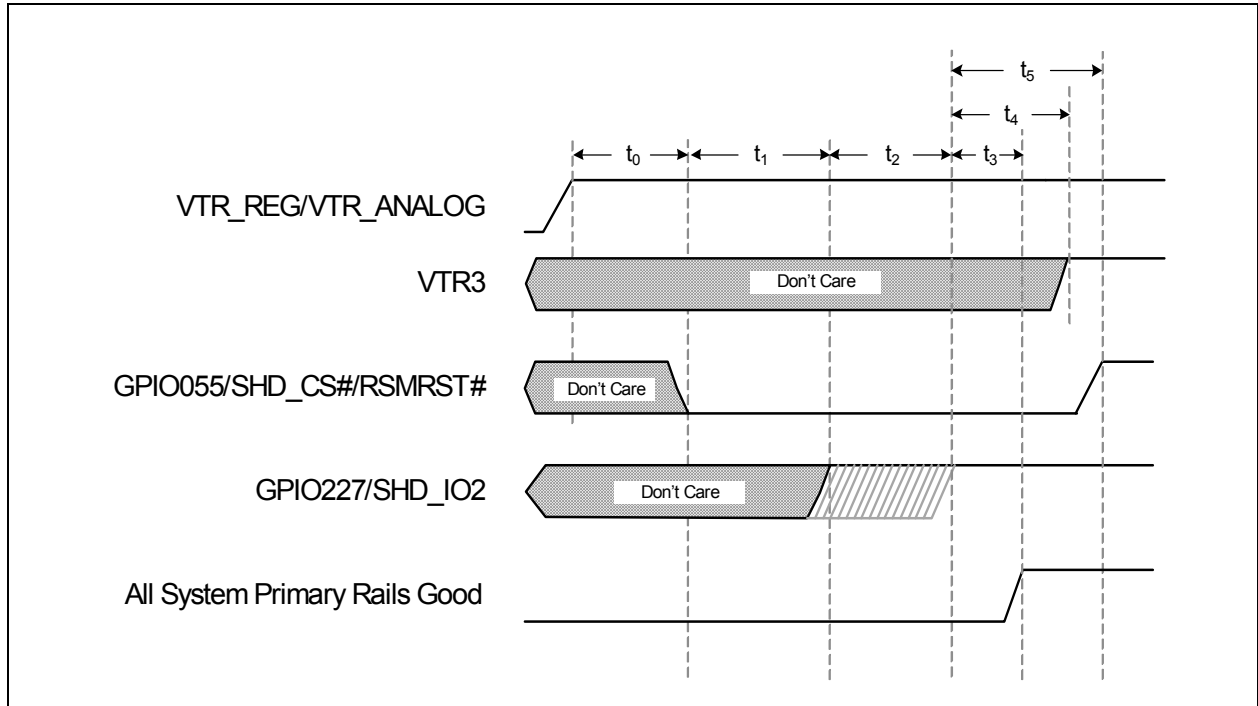 t5
t4
t0 t1 t2 t3
VTR_REG/VTR_ANALOG
VTR3
Don't Care
GPIO055/SHD_CS#/RSMRST#
Don't Care
GPIO227/SHD_IO2
Don't Care
All System Primary Rails Good